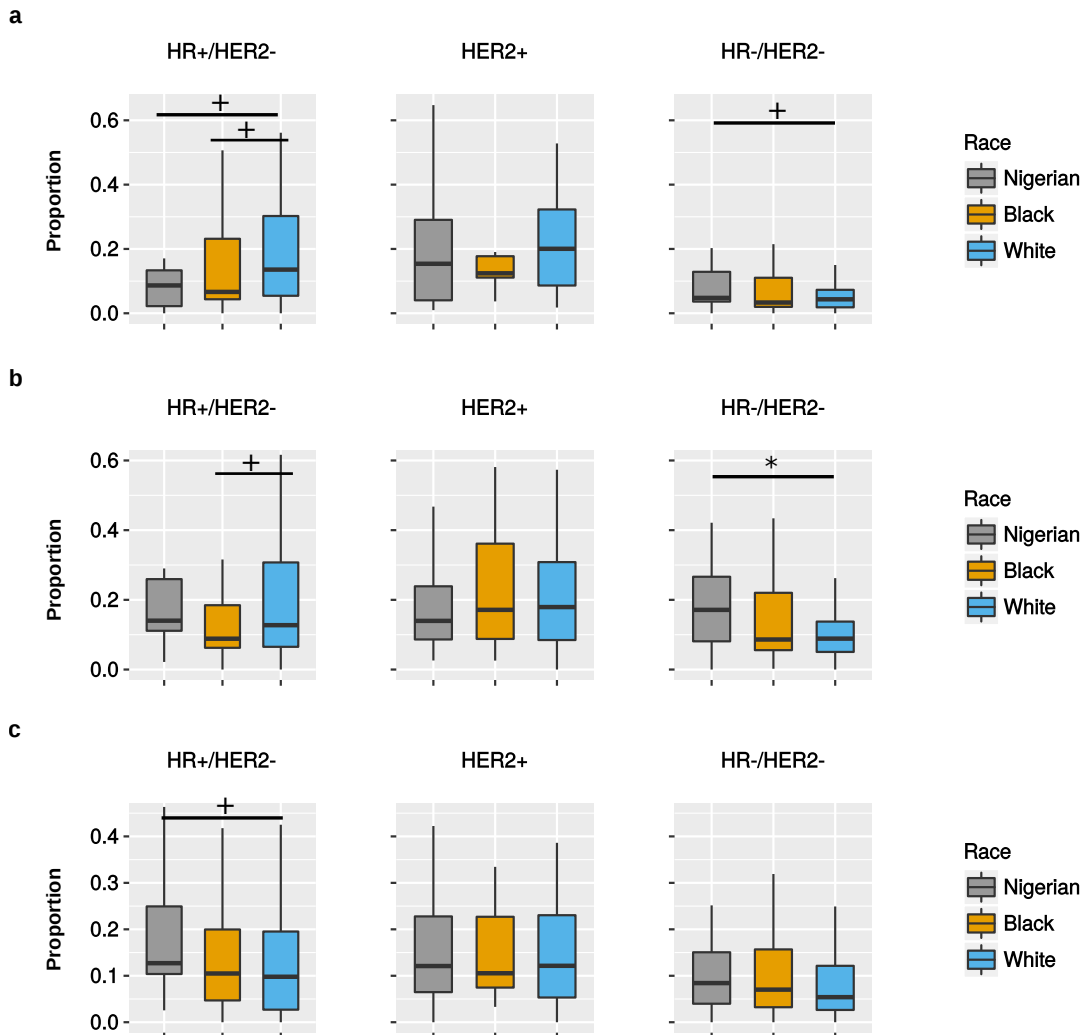 a
HR+/HER2- HER2+ HR-/HER2-
+
+
+
Proportion
0.6
0.4
0.2
0.0
Race
Nigerian
Black
White
b
HR+/HER2- HER2+ HR-/HER2-
+
*
Proportion
0.6
0.4
0.2
0.0
Race
Nigerian
Black
White
c
HR+/HER2- HER2+ HR-/HER2-
+
Proportion
0.4
0.3
0.2
0.1
0.0
Race
Nigerian
Black
White